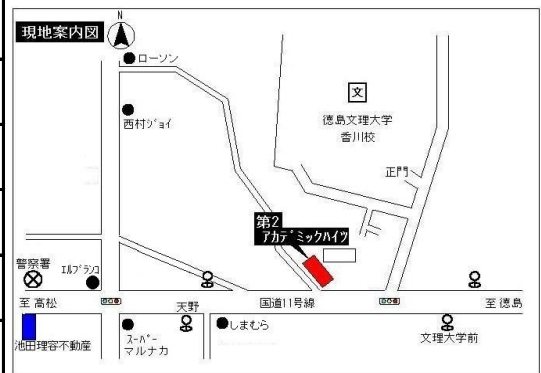 現地案内図
N
ローソン
西村ジョイ
文
徳島文理大学
香川校
正門
第2
アカデミックハイツ
警察署
エルブランコ
至 高松
天野
国道11号線
至 徳島
池田理容不動産
スーパー
マルナカ
しまむら
文理大学前